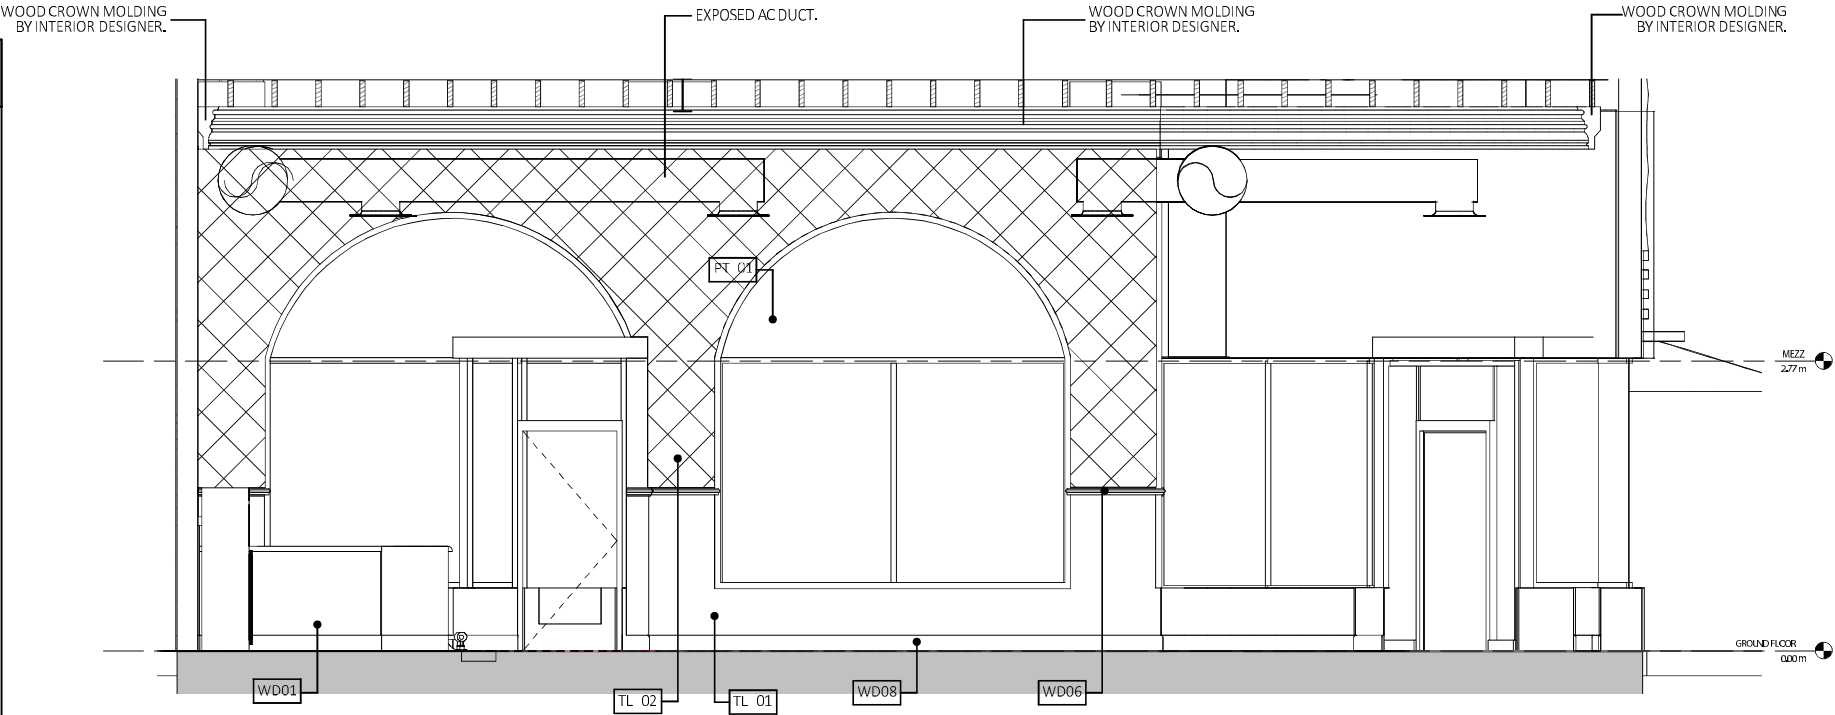 WOOD CROWN MOLDING
BY INTERIOR DESIGNER.
EXPOSED AC DUCT.
WOOD CROWN MOLDING
BY INTERIOR DESIGNER.
WOOD CROWN MOLDING
BY INTERIOR DESIGNER.
PT 01
MEZZ
2.77 m
GROUND FLOOR
0.00 m
WD01
TL 02
TL 01
WD08
WD06